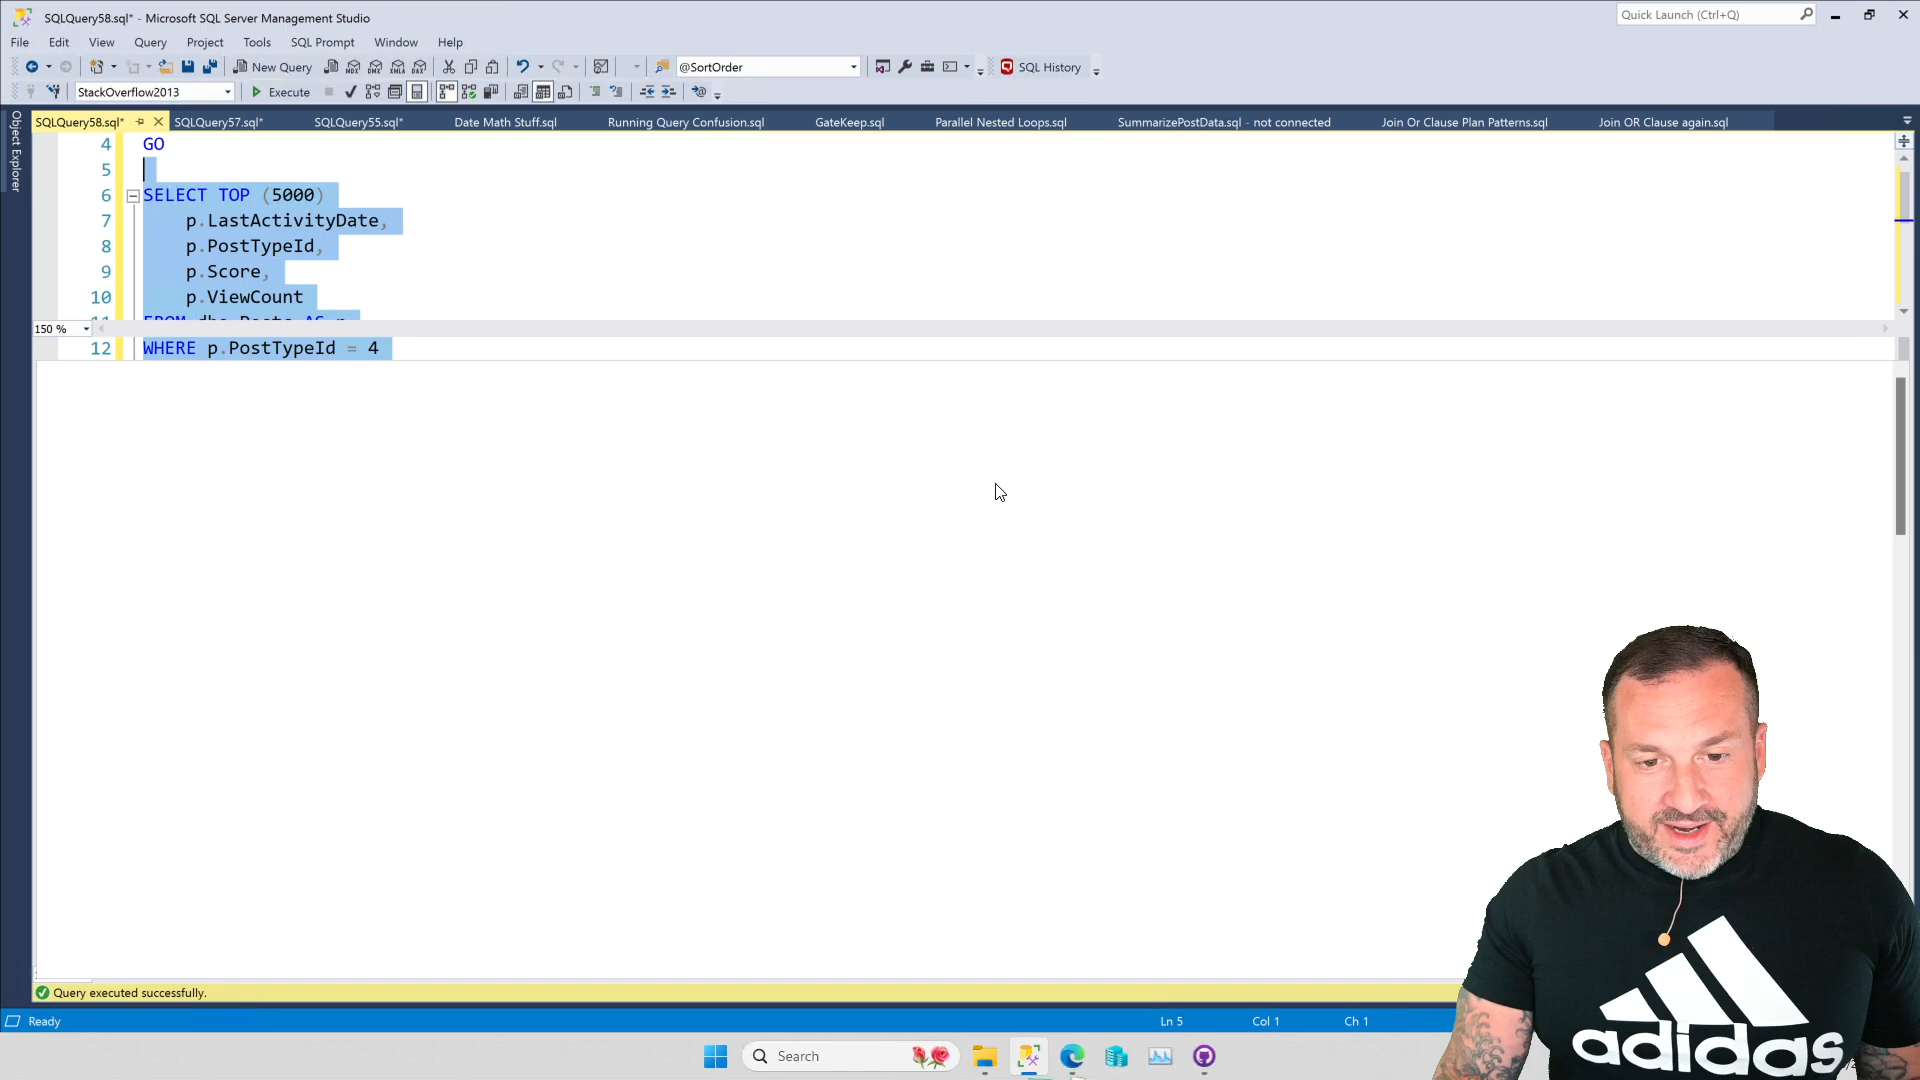 SQLQuery58.sql* - Microsoft SQL Server Management Studio
Quick Launch (Ctrl+Q)
File Edit View Query Project Tools SQL Prompt Window Help
New Query
@SortOrder
SQL History
StackOverflow2013
Execute
SQLQuery58.sql* SQLQuery57.sql* SQLQuery55.sql* Date Math Stuff.sql Running Query Confusion.sql GateKeep.sql Parallel Nested Loops.sql SummarizePostData.sql - not connected Join Or Clause Plan Patterns.sql Join OR Clause again.sql
Object Explorer
4 GO
5
6 SELECT TOP (5000)
7 p.LastActivityDate,
8 p.PostTypeId,
9 p.Score,
10 p.ViewCount
11 FROM dbo.Posts AS p
150 %
12 WHERE p.PostTypeId = 4
Query executed successfully.
Ready Ln 5 Col 1 Ch 1
Search
adidas